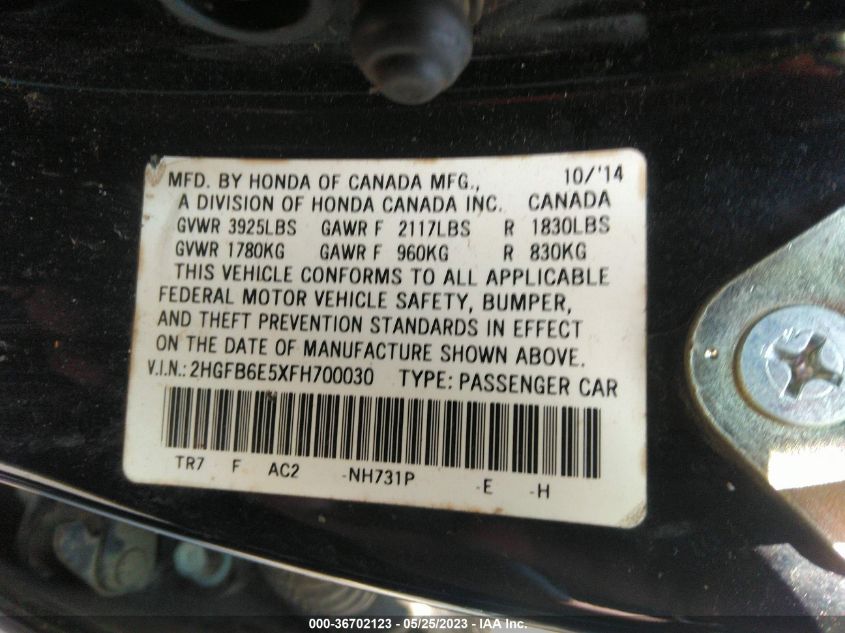 MFD. BY HONDA OF CANADA MFG., 10/'14
A DIVISION OF HONDA CANADA INC. CANADA
GVWR 3925LBS GAWR F 2117LBS R 1830LBS
GVWR 1780KG GAWR F 960KG R 830KG
THIS VEHICLE CONFORMS TO ALL APPLICABLE
FEDERAL MOTOR VEHICLE SAFETY, BUMPER,
AND THEFT PREVENTION STANDARDS IN EFFECT
ON THE DATE OF MANUFACTURE SHOWN ABOVE.
V.I.N.: 2HGFB6E5XFH700030 TYPE: PASSENGER CAR
TR7 F AC2 -NH731P -E -H
000-36702123 — 05/25/2023 — IAA Inc.